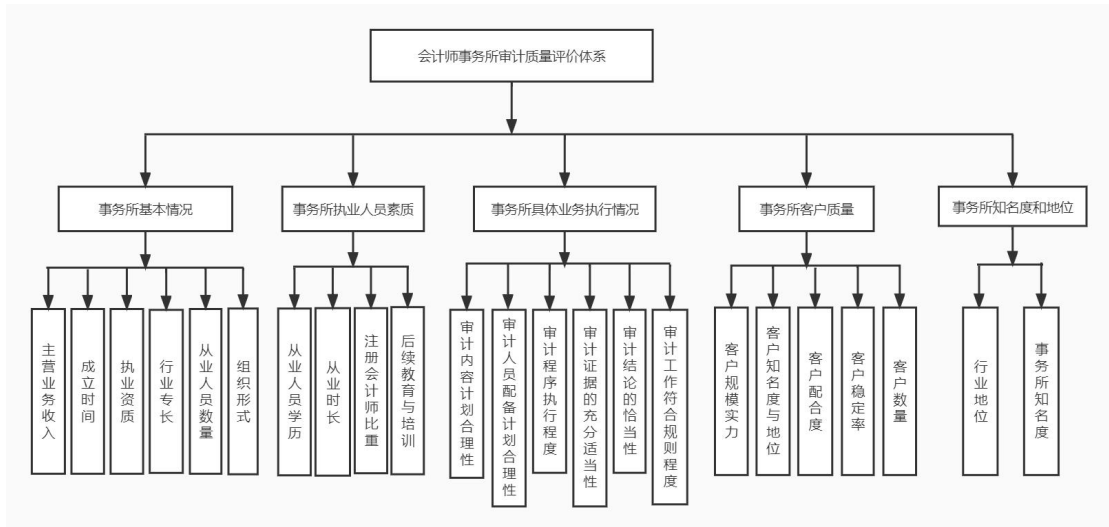 会计师事务所审计质量评价体系
事务所基本情况
事务所执业人员素质
事务所具体业务执行情况
事务所客户质量
事务所知名度和地位
主营业务收入
成立时间
执业资质
行业专长
从业人员数量
组织形式
从业人员学历
从业时长
注册会计师比重
后续教育与培训
审计内容计划合理性
审计人员配备计划合理性
审计程序执行程度
审计证据的充分适当性
审计结论的恰当性
审计工作符合规则程度
客户规模实力
客户知名度与地位
客户配合度
客户稳定率
客户数量
行业地位
事务所知名度